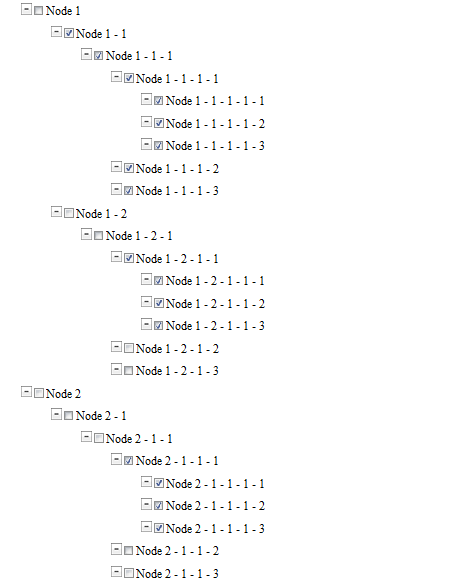 Node 1
Node 1 - 1
Node 1 - 1 - 1
Node 1 - 1 - 1 - 1
Node 1 - 1 - 1 - 1 - 1
Node 1 - 1 - 1 - 1 - 2
Node 1 - 1 - 1 - 1 - 3
Node 1 - 1 - 1 - 2
Node 1 - 1 - 1 - 3
Node 1 - 2
Node 1 - 2 - 1
Node 1 - 2 - 1 - 1
Node 1 - 2 - 1 - 1 - 1
Node 1 - 2 - 1 - 1 - 2
Node 1 - 2 - 1 - 1 - 3
Node 1 - 2 - 1 - 2
Node 1 - 2 - 1 - 3
Node 2
Node 2 - 1
Node 2 - 1 - 1
Node 2 - 1 - 1 - 1
Node 2 - 1 - 1 - 1 - 1
Node 2 - 1 - 1 - 1 - 2
Node 2 - 1 - 1 - 1 - 3
Node 2 - 1 - 1 - 2
Node 2 - 1 - 1 - 3